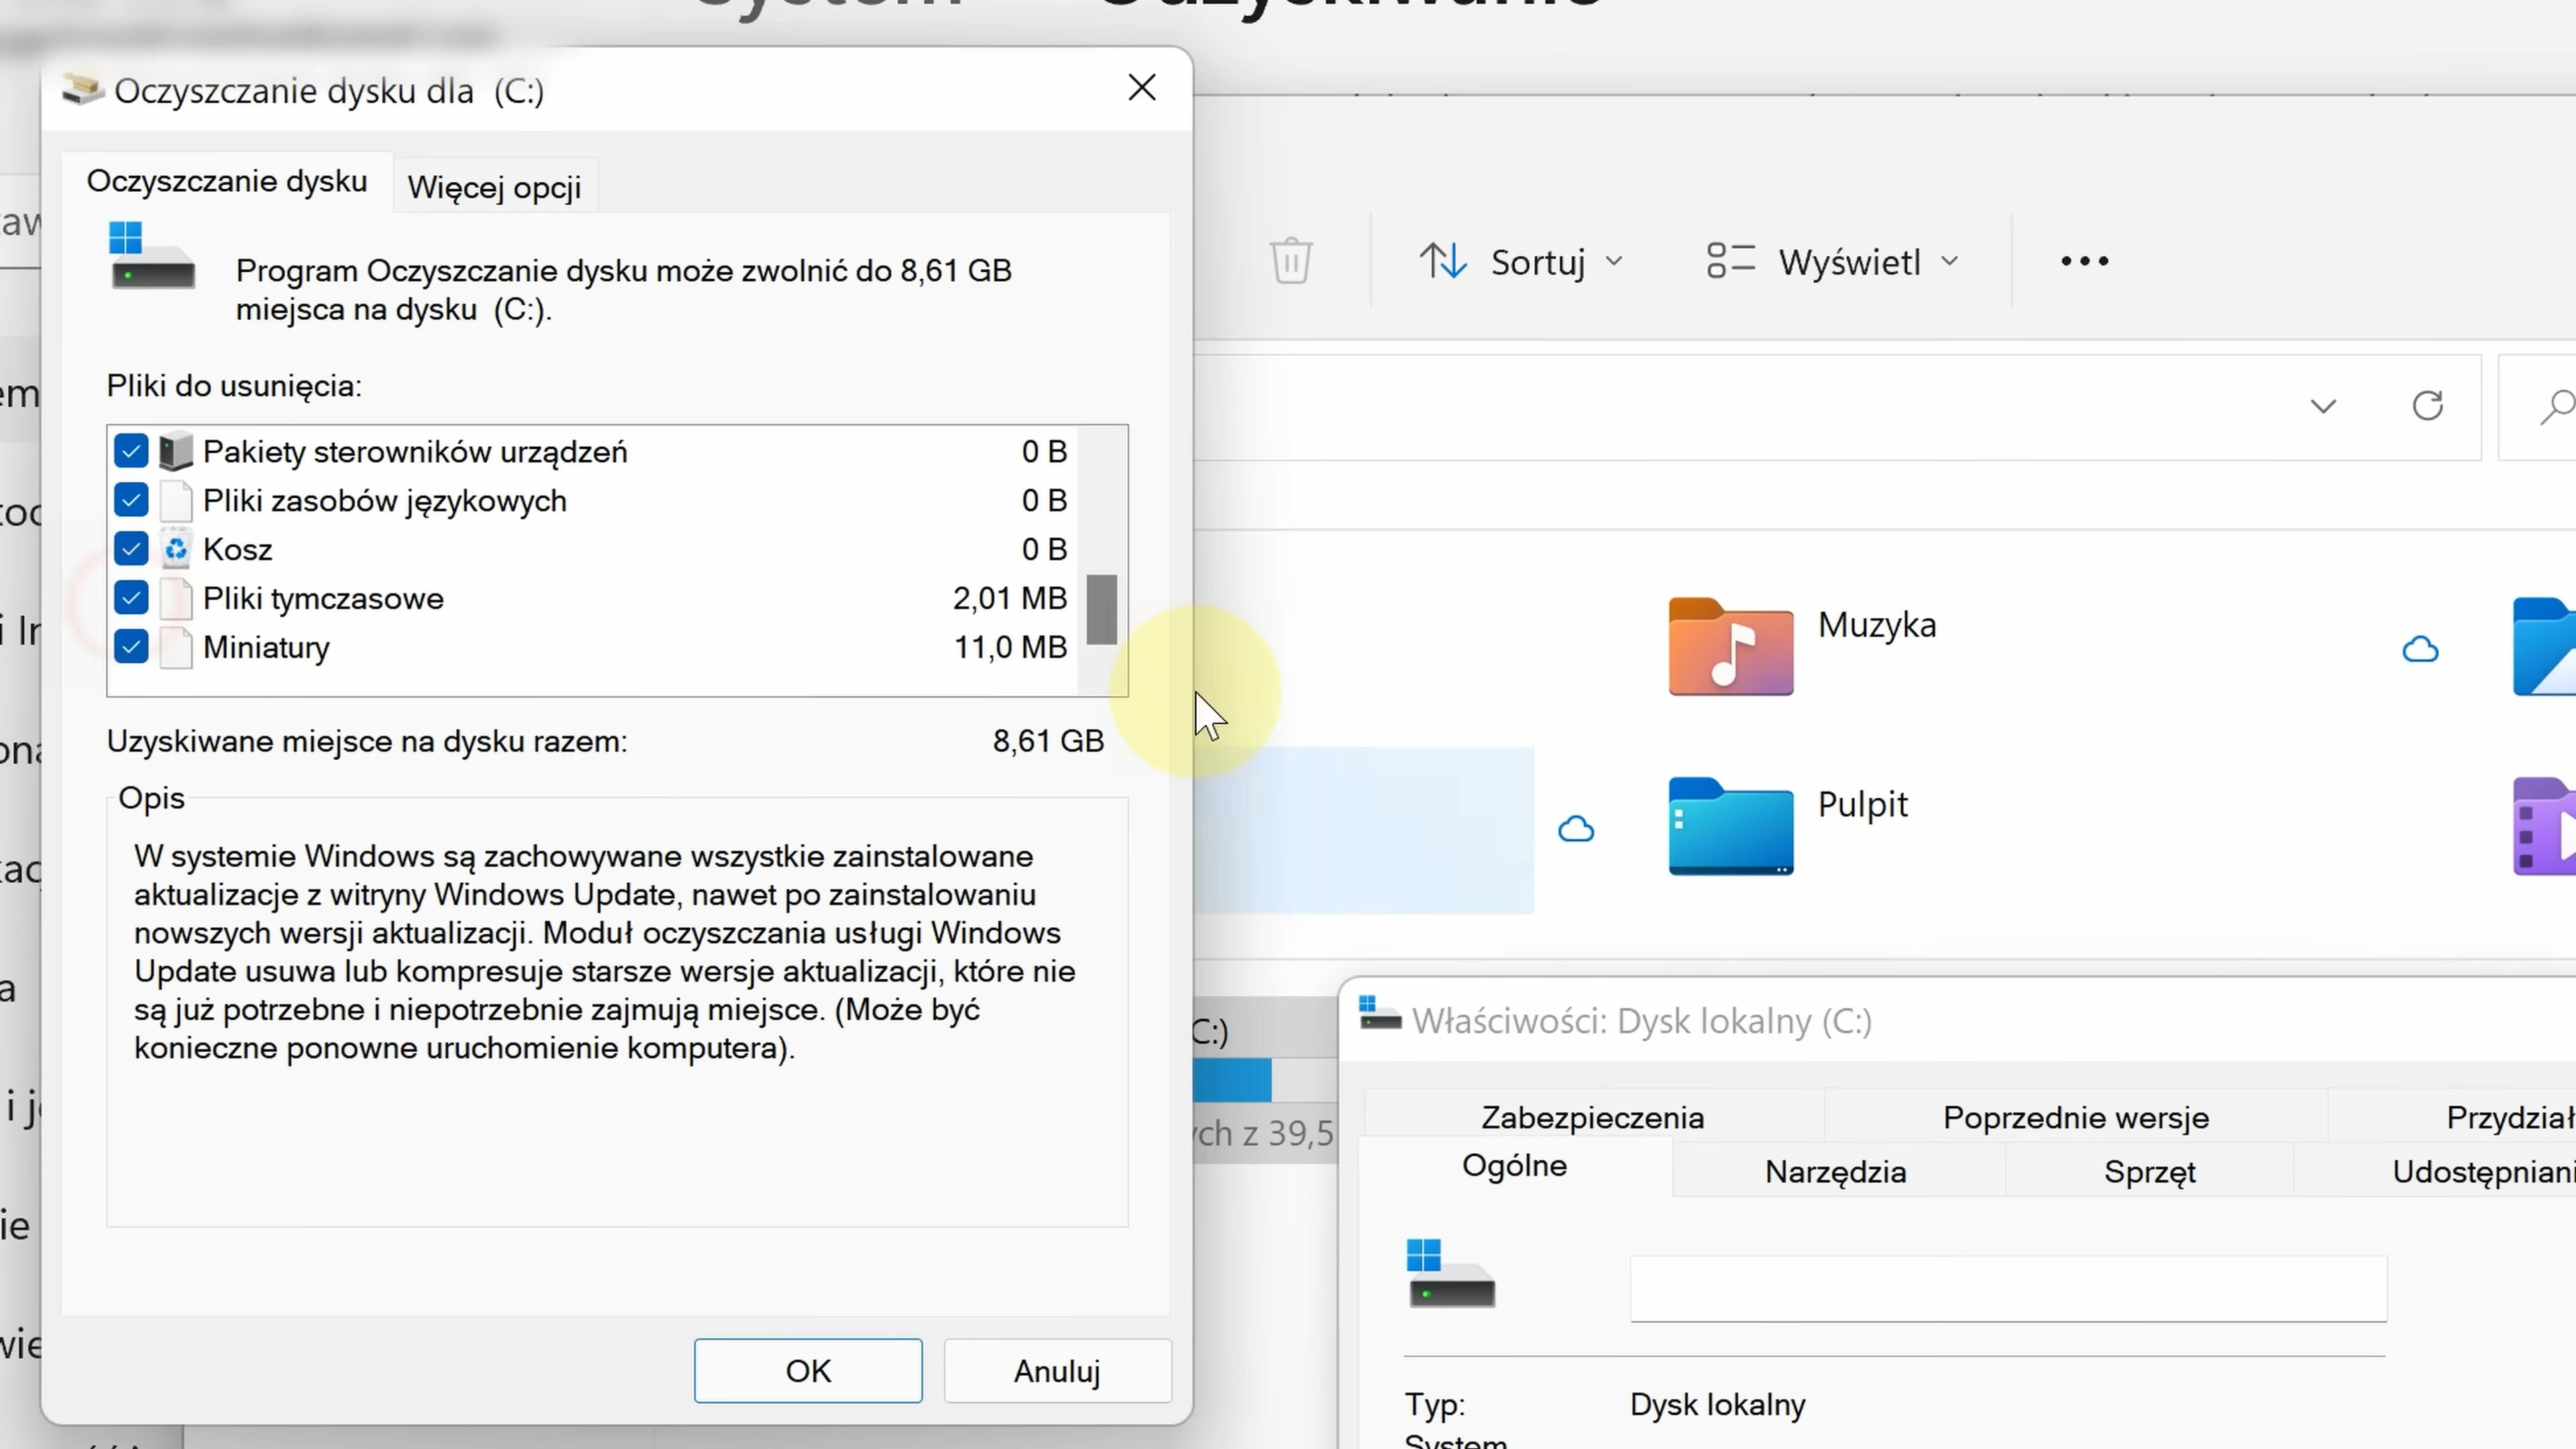 Oczyszczanie dysku dla (C:)
Oczyszczanie dysku
Więcej opcji
Program Oczyszczanie dysku może zwolnić do 8,61 GB
miejsca na dysku (C:).
Pliki do usunięcia:
Pakiety sterowników urządzeń 0 B
Pliki zasobów językowych 0 B
Kosz 0 B
Pliki tymczasowe 2,01 MB
Miniatury 11,0 MB
Uzyskiwane miejsce na dysku razem: 8,61 GB
Opis
W systemie Windows są zachowywane wszystkie zainstalowane
aktualizacje z witryny Windows Update, nawet po zainstalowaniu
nowszych wersji aktualizacji. Moduł oczyszczania usługi Windows
Update usuwa lub kompresuje starsze wersje aktualizacji, które nie
są już potrzebne i niepotrzebnie zajmują miejsce. (Może być
konieczne ponowne uruchomienie komputera).
OK
Anuluj
Sortuj
Wyświetl
Muzyka
Pulpit
C:)
z 39,5
Właściwości: Dysk lokalny (C:)
Zabezpieczenia
Poprzednie wersje
Przydział
Ogólne
Narzędzia
Sprzęt
Udostępniani
Typ: Dysk lokalny
System